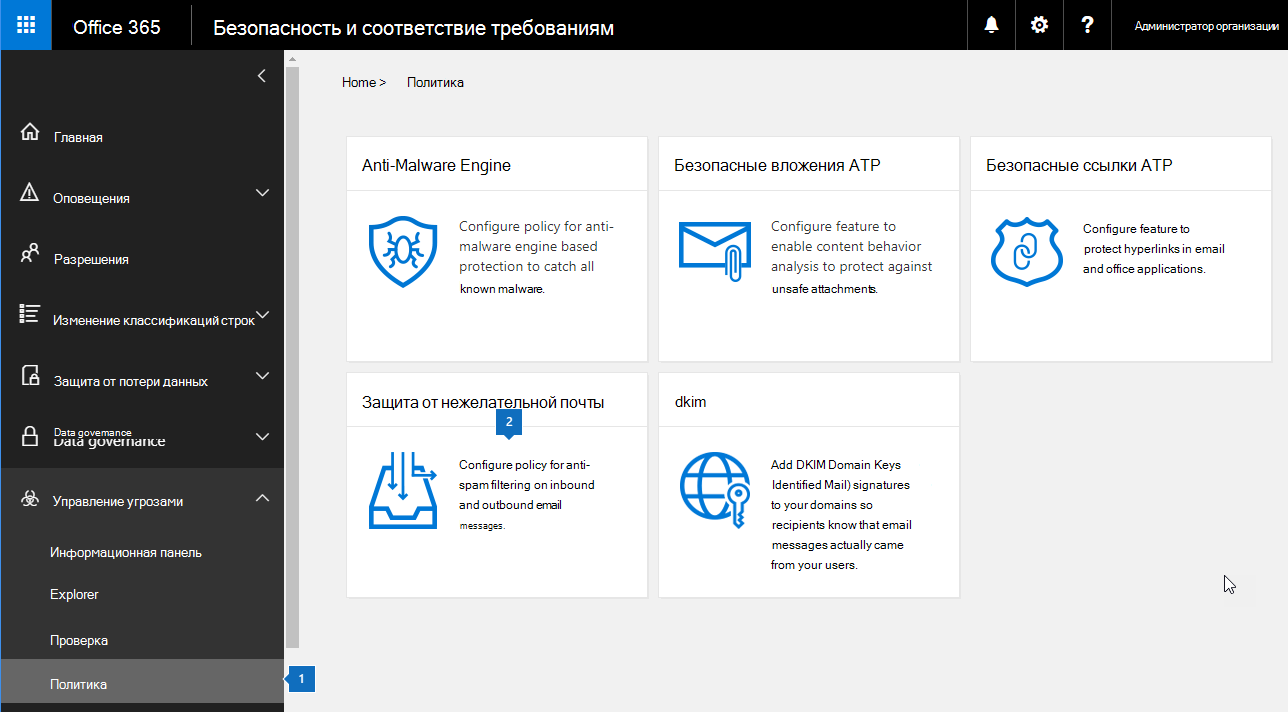 Office 365
Безопасность и соответствие требованиям
?
Администратор организации
Home >
Политика
Главная
Оповещения
Разрешения
Изменение классификаций строк
Защита от потери данных
Data governance
Data governance
Управление угрозами
Информационная панель
Explorer
Проверка
Политика
1
Anti-Malware Engine
Configure policy for anti-
malware engine based
protection to catch all
known malware.
Безопасные вложения ATP
Configure feature to
enable content behavior
analysis to protect against
unsafe attachments.
Безопасные ссылки ATP
Configure feature to
protect hyperlinks in email
and office applications.
Защита от нежелательной почты
2
Configure policy for anti-
spam filtering on inbound
and outbound email
messages.
dkim
Add DKIM Domain Keys
Identified Mail) signatures
to your domains so
recipients know that email
messages actually came
from your users.